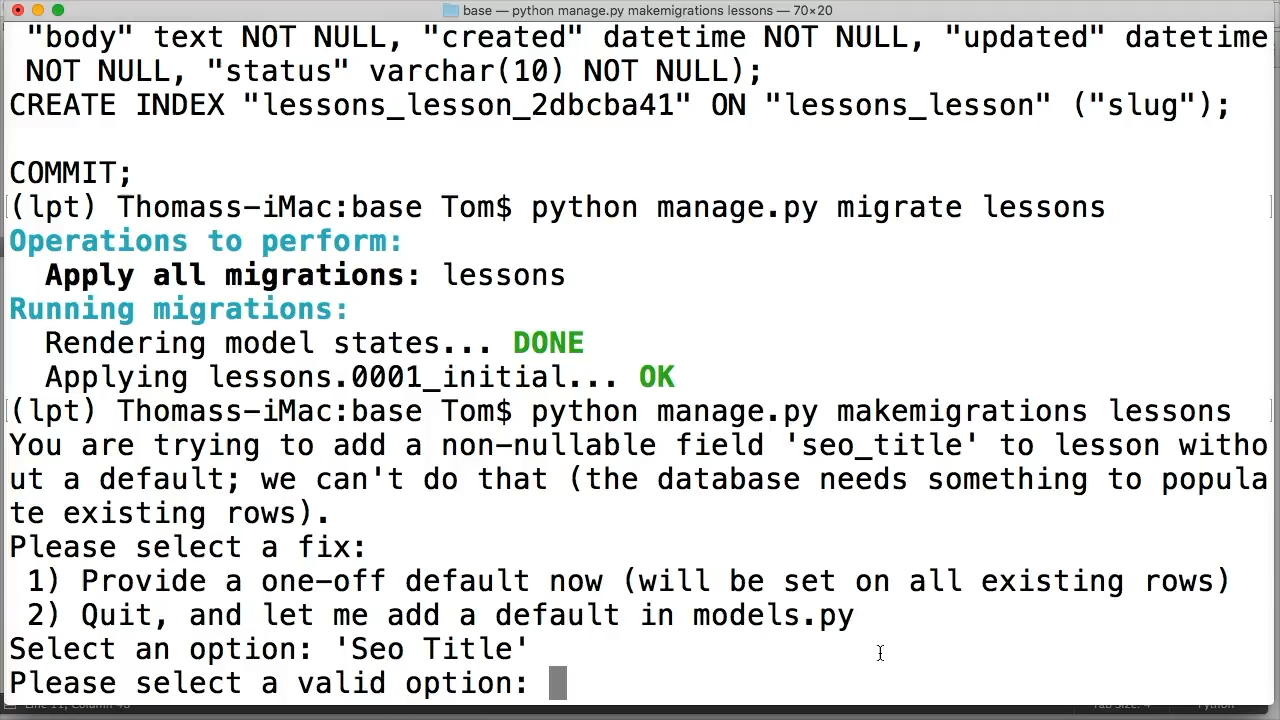 base — python manage.py makemigrations lessons — 70×20
"body" text NOT NULL, "created" datetime NOT NULL, "updated" datetime
NOT NULL, "status" varchar(10) NOT NULL);
CREATE INDEX "lessons_lesson_2dbcba41" ON "lessons_lesson" ("slug");
COMMIT;
(lpt) Thomass-iMac:base Tom$ python manage.py migrate lessons
Operations to perform:
Apply all migrations: lessons
Running migrations:
Rendering model states... DONE
Applying lessons.0001_initial... OK
(lpt) Thomass-iMac:base Tom$ python manage.py makemigrations lessons
You are trying to add a non-nullable field 'seo_title' to lesson witho
ut a default; we can't do that (the database needs something to popula
te existing rows).
Please select a fix:
1) Provide a one-off default now (will be set on all existing rows)
2) Quit, and let me add a default in models.py
Select an option: 'Seo Title'
Please select a valid option: